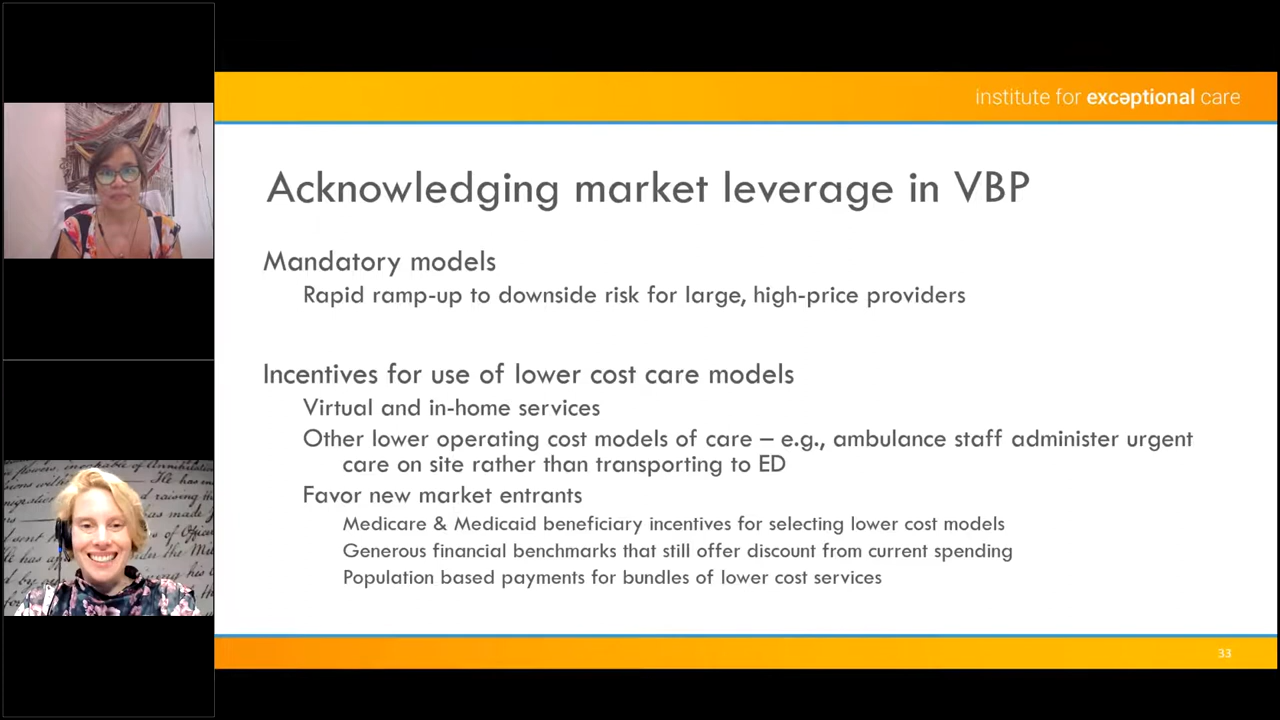 institute for excəptional care
Acknowledging market leverage in VBP
Mandatory models
Rapid ramp-up to downside risk for large, high-price providers
Incentives for use of lower cost care models
Virtual and in-home services
Other lower operating cost models of care – e.g., ambulance staff administer urgent
care on site rather than transporting to ED
Favor new market entrants
Medicare & Medicaid beneficiary incentives for selecting lower cost models
Generous financial benchmarks that still offer discount from current spending
Population based payments for bundles of lower cost services
33